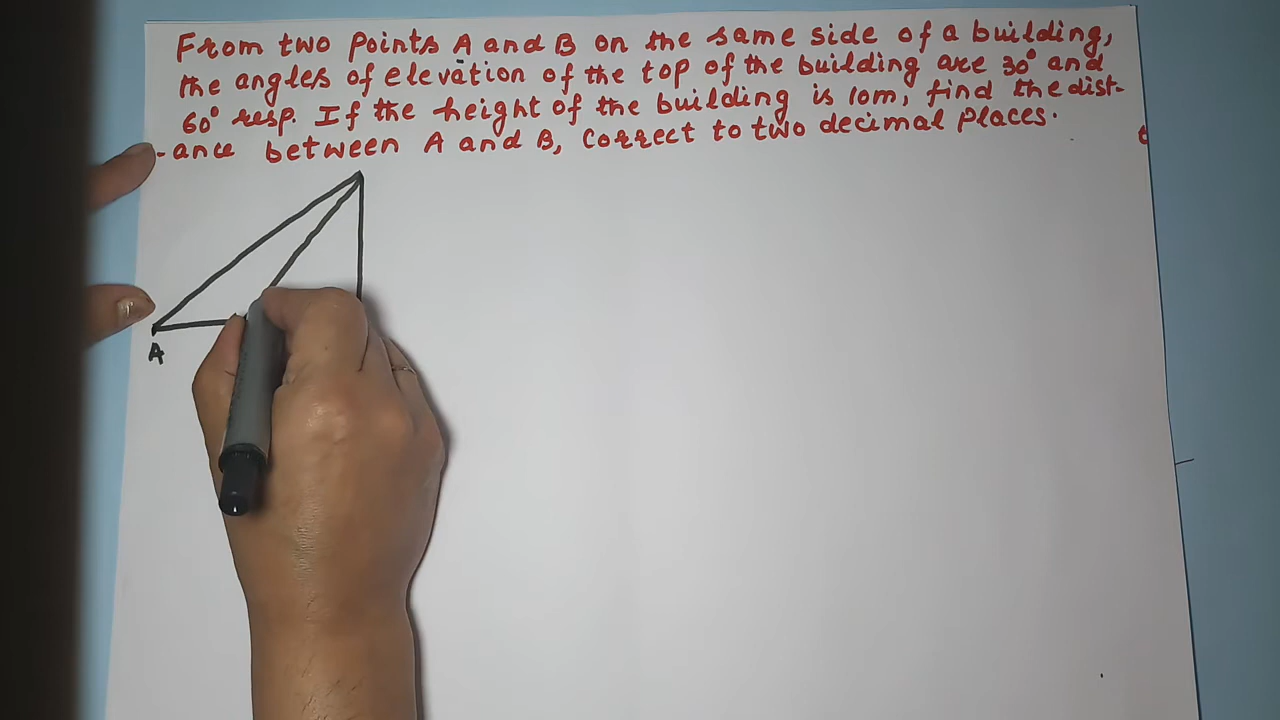 From two points A and B on the same side of a building,
the angles of elevation of the top of the building are 30° and
60° resp. If the height of the building is 10m, find the dist-
-ance between A and B, correct to two decimal places.
A